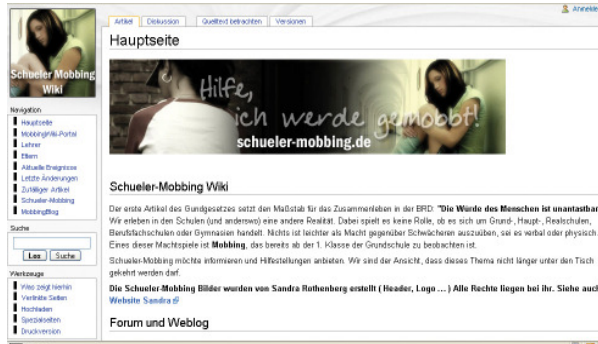 Anmelde
Artikel Diskussion Quelltext betrachten Versionen
Hauptseite
Schueler Mobbing
Wiki
Hilfe,
ich werde gemobbt!
schueler-mobbing.de
Navigation
Hauptseite
MobbingWiki-Portal
Lehrer
Eltern
Aktuelle Ereignisse
Letzte Änderungen
Zufälliger Artikel
Schueler-Mobbing
MobbingBlog
Suche
Los Suche
Werkzeuge
Was zeigt hierhin
Verlinkte Seiten
Hochladen
Spezialseiten
Druckversion
Schueler-Mobbing Wiki
Der erste Artikel des Gundgesetzes setzt den Maßstab für das Zusammenleben in der BRD: "Die Würde des Menschen ist unantastbar
Wir erleben in den Schulen (und anderswo) eine andere Realität. Dabei spielt es keine Rolle, ob es sich um Grund-, Haupt-, Realschulen,
Berufsfachschulen oder Gymnasien handelt. Nichts ist leichter als Macht gegenüber Schwächeren auszuüben, sei es verbal oder physisch.
Eines dieser Machtspiele ist Mobbing, das bereits ab der 1. Klasse der Grundschule zu beobachten ist.
Schueler-Mobbing möchte informieren und Hilfestellungen anbieten. Wir sind der Ansicht, dass dieses Thema nicht länger unter den Tisch
gekehrt werden darf.
Die Schueler-Mobbing Bilder wurden von Sandra Rothenberg erstellt ( Header, Logo ... ) Alle Rechte liegen bei ihr. Siehe auch
Website Sandra
Forum und Weblog